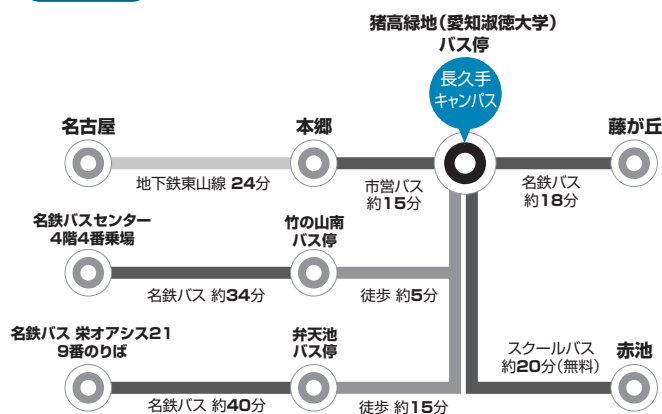 猪高緑地(愛知淑徳大学)
バス停
長久手
キャンパス
名古屋
本郷
藤が丘
地下鉄東山線 24分
市営バス
約15分
名鉄バス
約18分
名鉄バスセンター
4階4番乗場
竹の山南
バス停
名鉄バス 約34分
徒歩 約5分
名鉄バス 栄オアシス21
9番のりば
弁天池
バス停
スクールバス
約20分(無料)
赤池
名鉄バス 約40分
徒歩 約15分